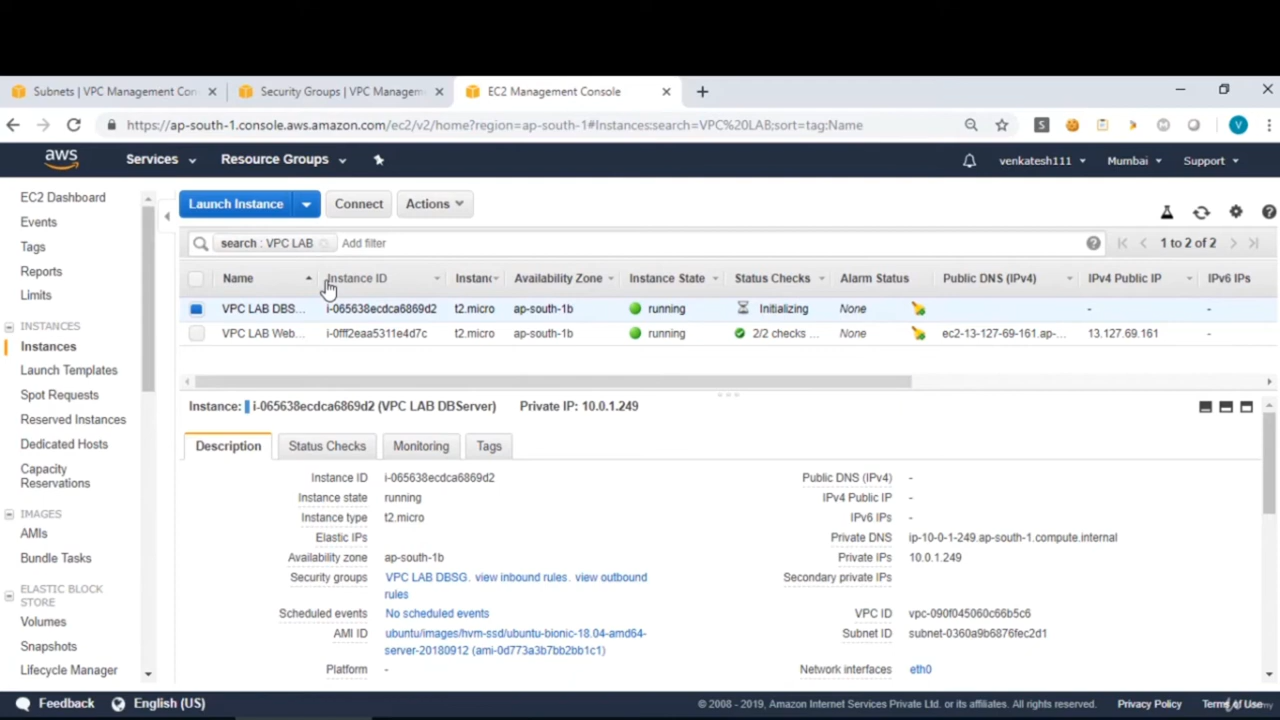 Subnets | VPC Management Con
Security Groups | VPC Managem
EC2 Management Console
https://ap-south-1.console.aws.amazon.com/ec2/v2/home?region=ap-south-1#Instances:search=VPC%20LAB;sort=tag:Name
S
M
V
aws
Services
Resource Groups
venkatesh111
Mumbai
Support
EC2 Dashboard
Events
Tags
Reports
Limits
INSTANCES
Instances
Launch Templates
Spot Requests
Reserved Instances
Dedicated Hosts
Capacity
Reservations
IMAGES
AMIs
Bundle Tasks
ELASTIC BLOCK
STORE
Volumes
Snapshots
Lifecycle Manager
Launch Instance
Connect
Actions
search : VPC LAB
Add filter
1 to 2 of 2
Name Instance ID Instanc Availability Zone Instance State Status Checks Alarm Status Public DNS (IPv4) IPv4 Public IP IPv6 IPs
VPC LAB DBS... i-065638ecdca6869d2 t2.micro ap-south-1b running Initializing None - -
VPC LAB Web... i-0fff2eaa5311e4d7c t2.micro ap-south-1b running 2/2 checks ... None ec2-13-127-69-161.ap-... 13.127.69.161 -
Instance: i-065638ecdca6869d2 (VPC LAB DBServer) Private IP: 10.0.1.249
Description
Status Checks
Monitoring
Tags
Instance ID i-065638ecdca6869d2
Instance state running
Instance type t2.micro
Elastic IPs
Availability zone ap-south-1b
Security groups VPC LAB DBSG. view inbound rules. view outbound
rules
Scheduled events No scheduled events
AMI ID ubuntu/images/hvm-ssd/ubuntu-bionic-18.04-amd64-
server-20180912 (ami-0d773a3b7bb2bb1c1)
Platform -
Public DNS (IPv4) -
IPv4 Public IP -
IPv6 IPs -
Private DNS ip-10-0-1-249.ap-south-1.compute.internal
Private IPs 10.0.1.249
Secondary private IPs
VPC ID vpc-090f045060c66b5c6
Subnet ID subnet-0360a9b6876fec2d1
Network interfaces eth0
Feedback
English (US)
© 2008 - 2019, Amazon Internet Services Private Ltd. or its affiliates. All rights reserved.
Privacy Policy
Terms of Use